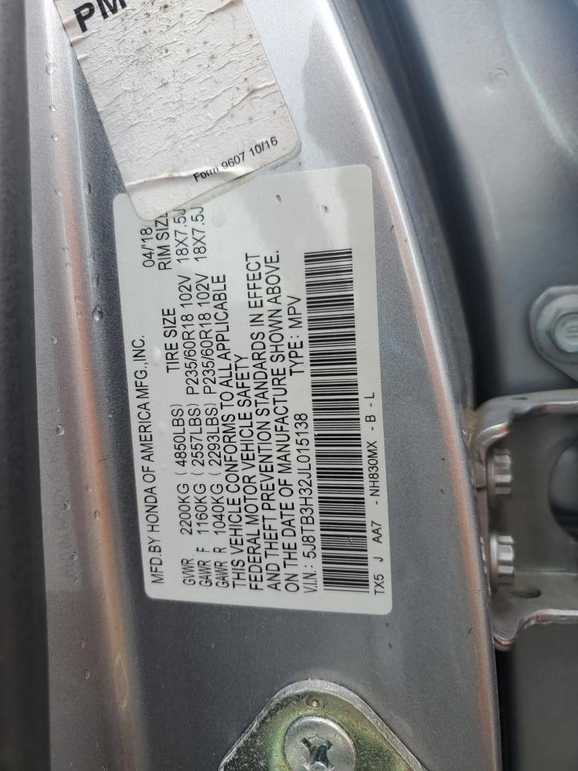 PM
Form 9607 10/16
MFD.BY HONDA OF AMERICA MFG.,INC. 04/18
TIRE SIZE RIM SIZE
GVWR 2200KG ( 4850LBS)
GAWR F 1160KG ( 2557LBS) P235/60R18 102V 18X7.5J
GAWR R 1040KG ( 2293LBS) P235/60R18 102V 18X7.5J
THIS VEHICLE CONFORMS TO ALL APPLICABLE
FEDERAL MOTOR VEHICLE SAFETY
AND THEFT PREVENTION STANDARDS IN EFFECT
ON THE DATE OF MANUFACTURE SHOWN ABOVE.
V.I.N.: 5J8TB3H32JL015138 TYPE: MPV
TX5 J AA7 - NH830MX - B - L